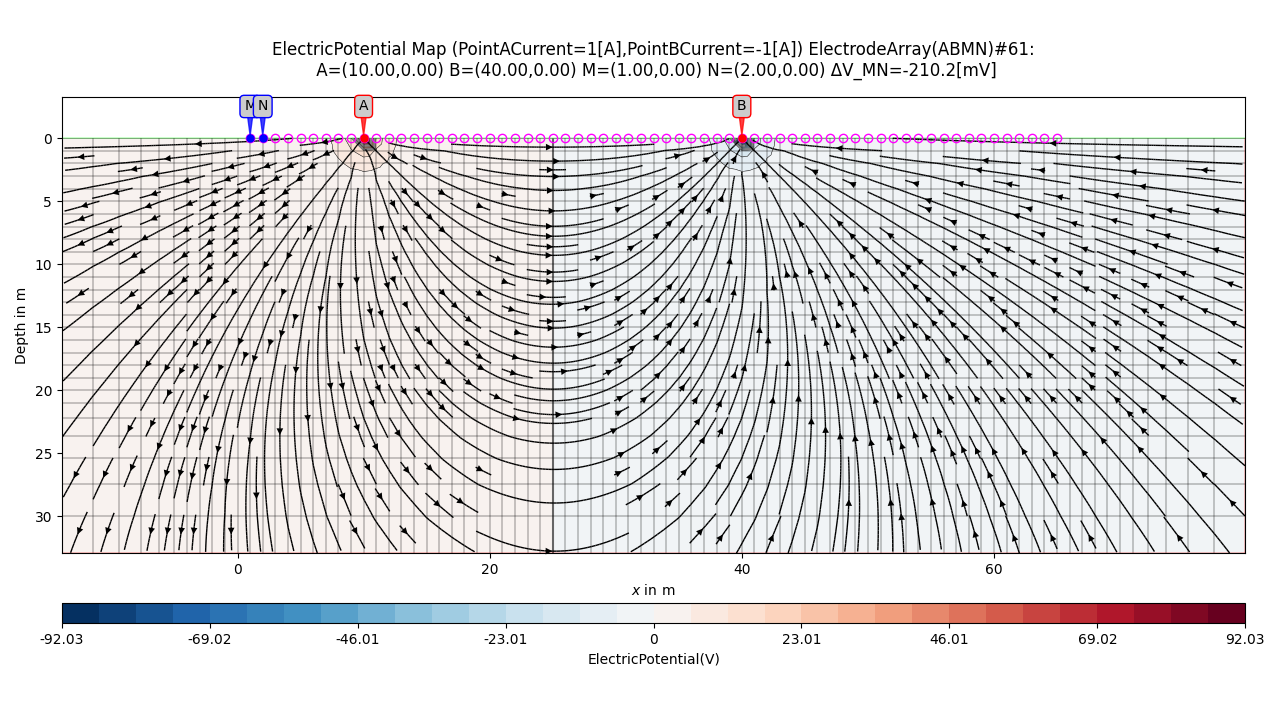 ElectricPotential Map (PointACurrent=1[A],PointBCurrent=-1[A]) ElectrodeArray(ABMN)#61:
A=(10.00,0.00) B=(40.00,0.00) M=(1.00,0.00) N=(2.00,0.00) ΔV_MN=-210.2[mV]
M N A B
0
5
10
15
20
25
30
Depth in m
0 20 40 60
x in m
-92.03 -69.02 -46.01 -23.01 0 23.01 46.01 69.02 92.03
ElectricPotential(V)